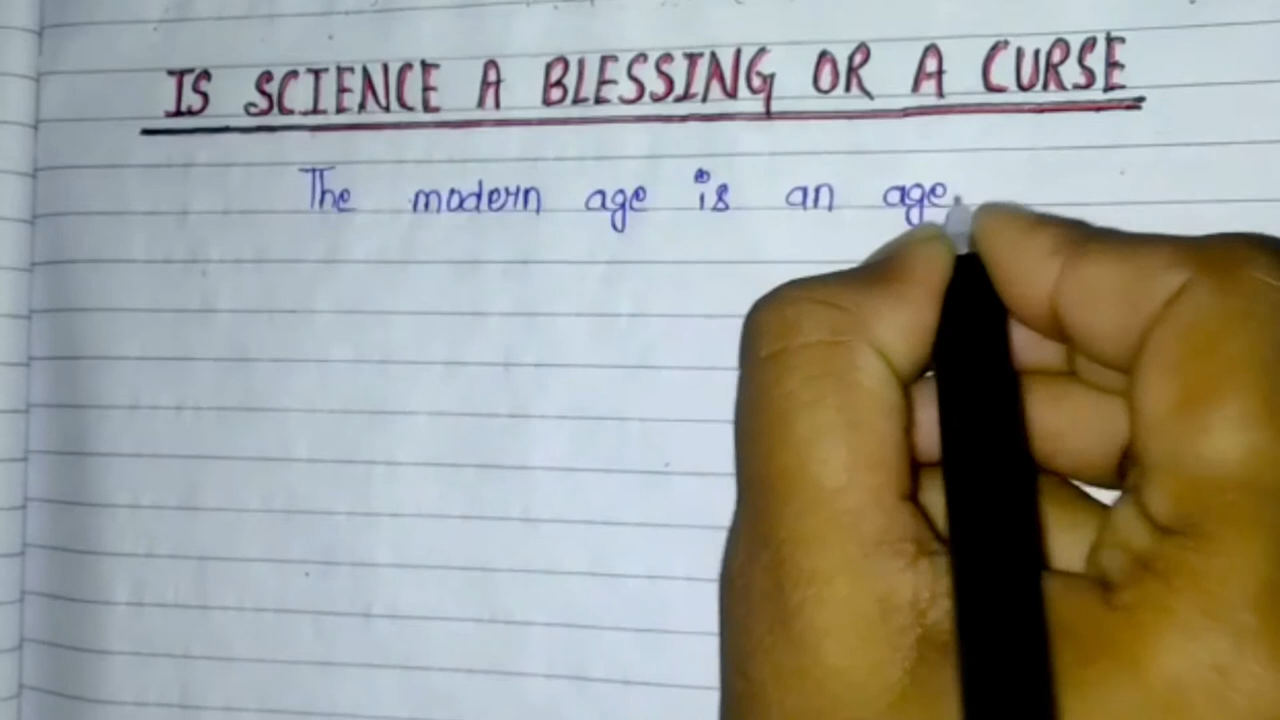 IS SCIENCE A BLESSING OR A CURSE
The modern age is an age